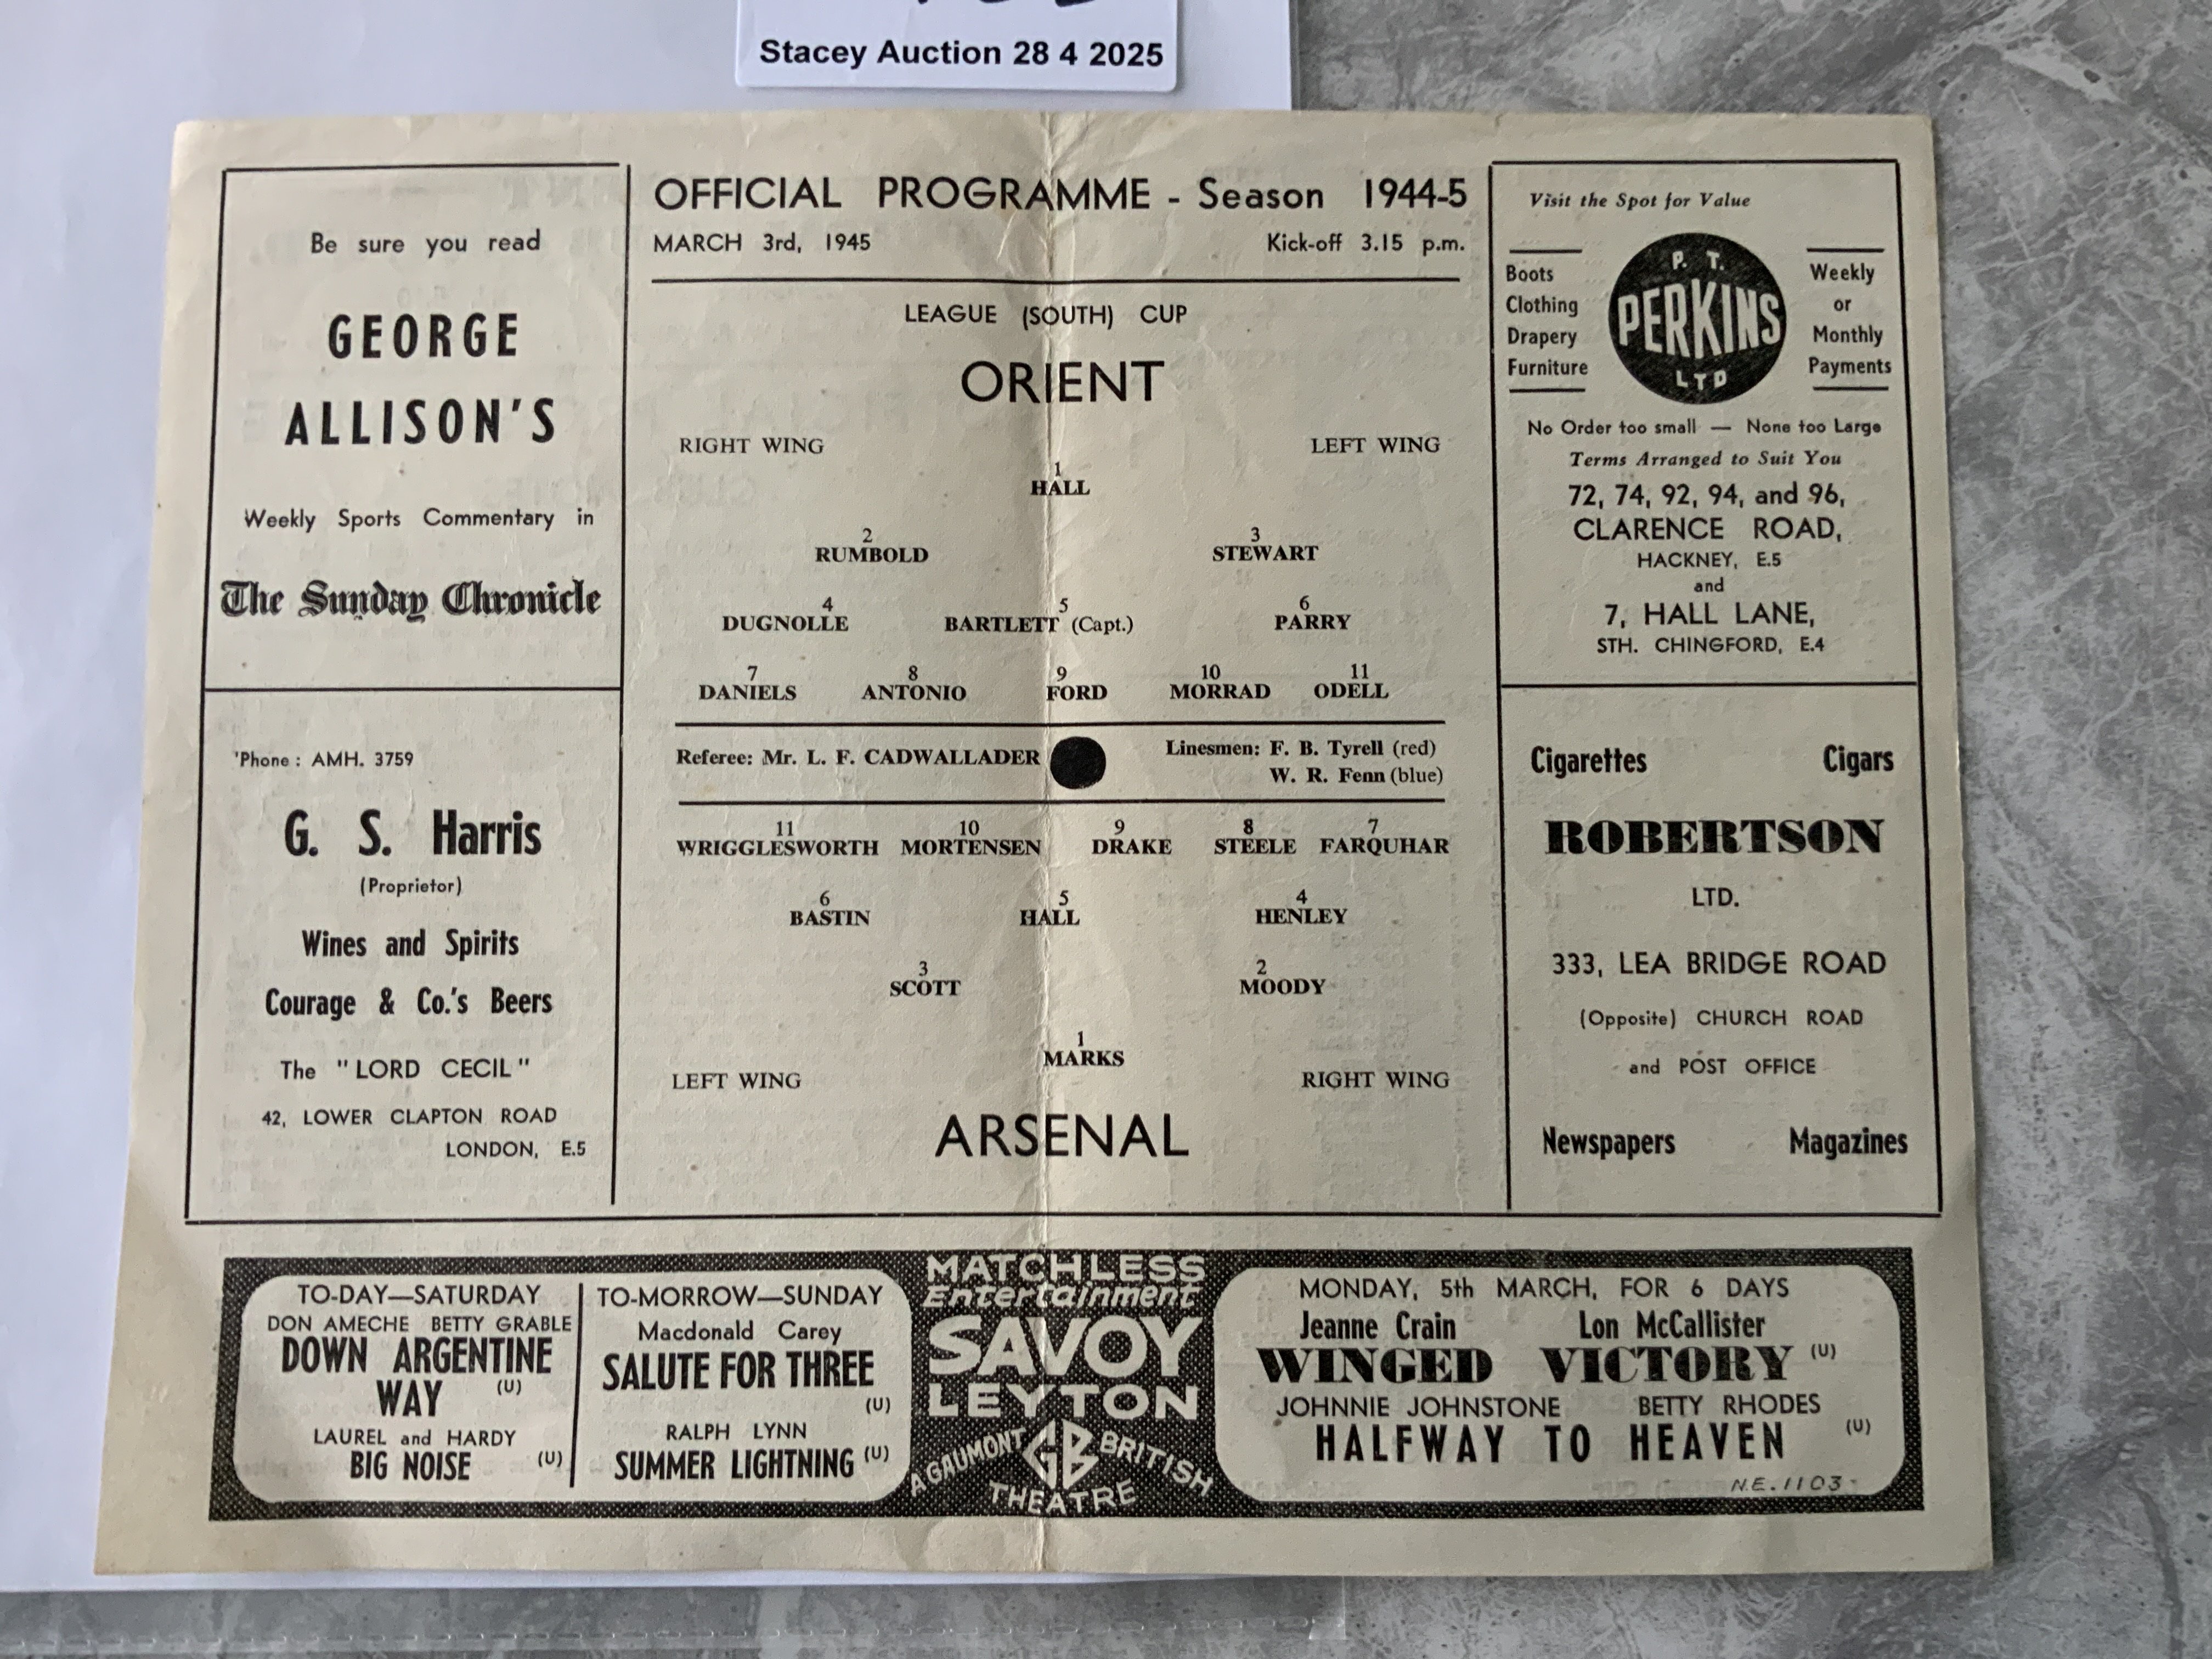 Stacey Auction 28 4 2025
Be sure you read
GEORGE
ALLISON'S
Weekly Sports Commentary in
The Sunday Chronicle
'Phone : AMH. 3759
G. S. Harris
(Proprietor)
Wines and Spirits
Courage & Co.'s Beers
The "LORD CECIL"
42, LOWER CLAPTON ROAD
LONDON, E.5
OFFICIAL PROGRAMME - Season 1944-5
MARCH 3rd, 1945 Kick-off 3.15 p.m.
LEAGUE (SOUTH) CUP
ORIENT
RIGHT WING LEFT WING
1
HALL
2 3
RUMBOLD STEWART
4 5 6
DUGNOLLE BARTLETT (Capt.) PARRY
7 8 9 10 11
DANIELS ANTONIO FORD MORRAD ODELL
Referee: Mr. L. F. CADWALLADER
Linesmen: F. B. Tyrell (red)
W. R. Fenn (blue)
11 10 9 8 7
WRIGGLESWORTH MORTENSEN DRAKE STEELE FARQUHAR
6 5 4
BASTIN HALL HENLEY
3 2
SCOTT MOODY
1
MARKS
LEFT WING RIGHT WING
ARSENAL
Visit the Spot for Value
Boots
Clothing
Drapery
Furniture
P. T.
PERKINS
LTD
Weekly
or
Monthly
Payments
No Order too small — None too Large
Terms Arranged to Suit You
72, 74, 92, 94, and 96,
CLARENCE ROAD,
HACKNEY, E.5
and
7, HALL LANE,
STH. CHINGFORD, E.4
Cigarettes Cigars
ROBERTSON
LTD.
333, LEA BRIDGE ROAD
(Opposite) CHURCH ROAD
and POST OFFICE
Newspapers Magazines
TO-DAY—SATURDAY
DON AMECHE BETTY GRABLE
DOWN ARGENTINE
WAY (U)
LAUREL and HARDY
BIG NOISE (U)
TO-MORROW—SUNDAY
Macdonald Carey
SALUTE FOR THREE
(U)
RALPH LYNN
SUMMER LIGHTNING (U)
MATCHLESS
Entertainment
SAVOY
LEYTON
A GAUMONT GB BRITISH
THEATRE
MONDAY, 5th MARCH, FOR 6 DAYS
Jeanne Crain Lon McCallister
WINGED VICTORY (U)
JOHNNIE JOHNSTONE BETTY RHODES
HALFWAY TO HEAVEN (U)
N.E. 1103